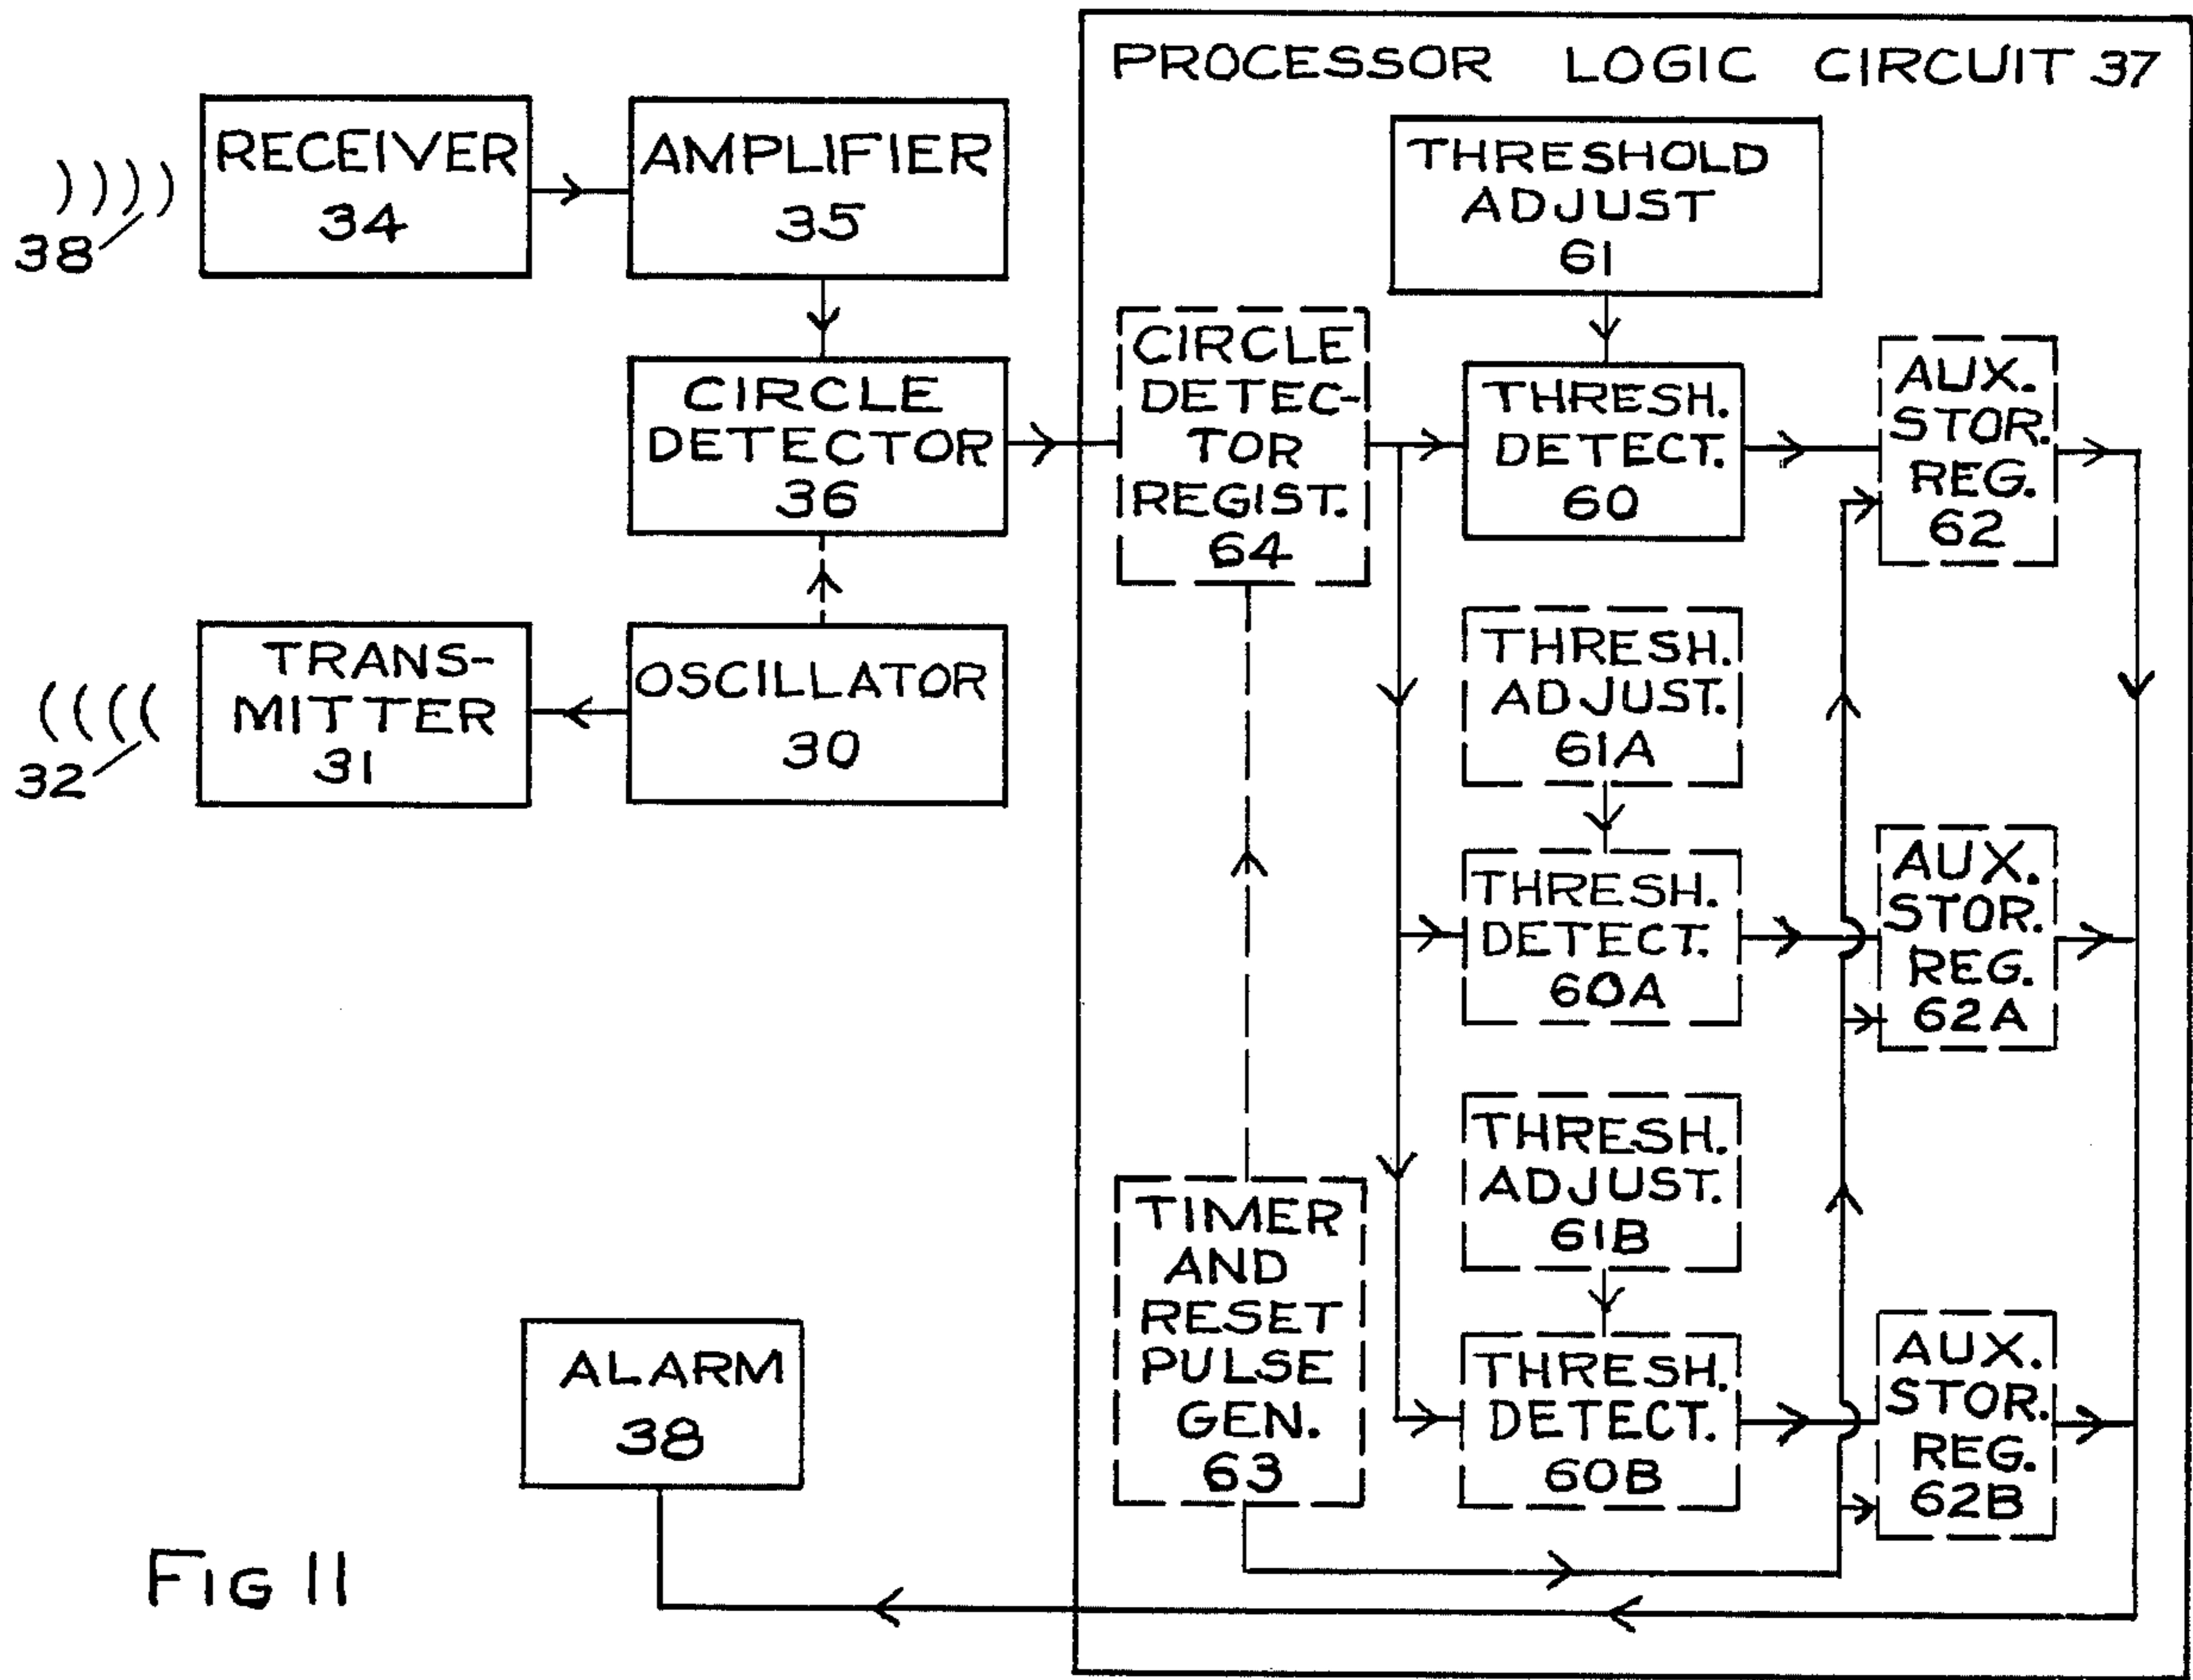 PROCESSOR LOGIC CIRCUIT 37
RECEIVER
34
38
AMPLIFIER
35
THRESHOLD
ADJUST
61
CIRCLE
DETECTOR
36
CIRCLE
DETEC-
TOR
REGIST.
64
THRESH.
DETECT.
60
AUX.
STOR.
REG.
62
TRANS-
MITTER
31
32
OSCILLATOR
30
THRESH.
ADJUST.
61A
THRESH.
DETECT.
60A
AUX.
STOR.
REG.
62A
THRESH.
ADJUST.
61B
TIMER
AND
RESET
PULSE
GEN.
63
THRESH.
DETECT.
60B
AUX.
STOR.
REG.
62B
ALARM
38
FIG 11